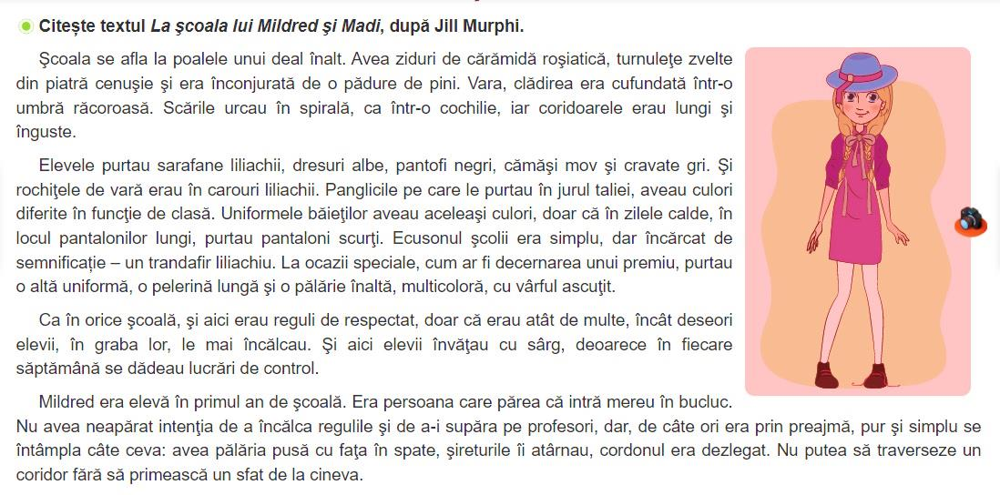 Citește textul La școala lui Mildred și Madi, după Jill Murphi.
Şcoala se afla la poalele unui deal înalt. Avea ziduri de cărămidă roşiatică, turnuleţe zvelte
din piatră cenuşie şi era înconjurată de o pădure de pini. Vara, clădirea era cufundată într-o
umbră răcoroasă. Scările urcau în spirală, ca într-o cochilie, iar coridoarele erau lungi şi
înguste.
Elevele purtau sarafane liliachii, dresuri albe, pantofi negri, cămăşi mov şi cravate gri. Şi
rochiţele de vară erau în carouri liliachii. Panglicile pe care le purtau în jurul taliei, aveau culori
diferite în funcţie de clasă. Uniformele băieţilor aveau aceleaşi culori, doar că în zilele calde, în
locul pantalonilor lungi, purtau pantaloni scurţi. Ecusonul şcolii era simplu, dar încărcat de
semnificație – un trandafir liliachiu. La ocazii speciale, cum ar fi decernarea unui premiu, purtau
o altă uniformă, o pelerină lungă şi o pălărie înaltă, multicoloră, cu vârful ascuţit.
Ca în orice şcoală, şi aici erau reguli de respectat, doar că erau atât de multe, încât deseori
elevii, în graba lor, le mai încălcau. Şi aici elevii învăţau cu sârg, deoarece în fiecare
săptămână se dădeau lucrări de control.
Mildred era elevă în primul an de şcoală. Era persoana care părea că intră mereu în bucluc.
Nu avea neapărat intenţia de a încălca regulile şi de a-i supăra pe profesori, dar, de câte ori era prin preajmă, pur şi simplu se
întâmpla câte ceva: avea pălăria pusă cu faţa în spate, şireturile îi atârnau, cordonul era dezlegat. Nu putea să traverseze un
coridor fără să primească un sfat de la cineva.